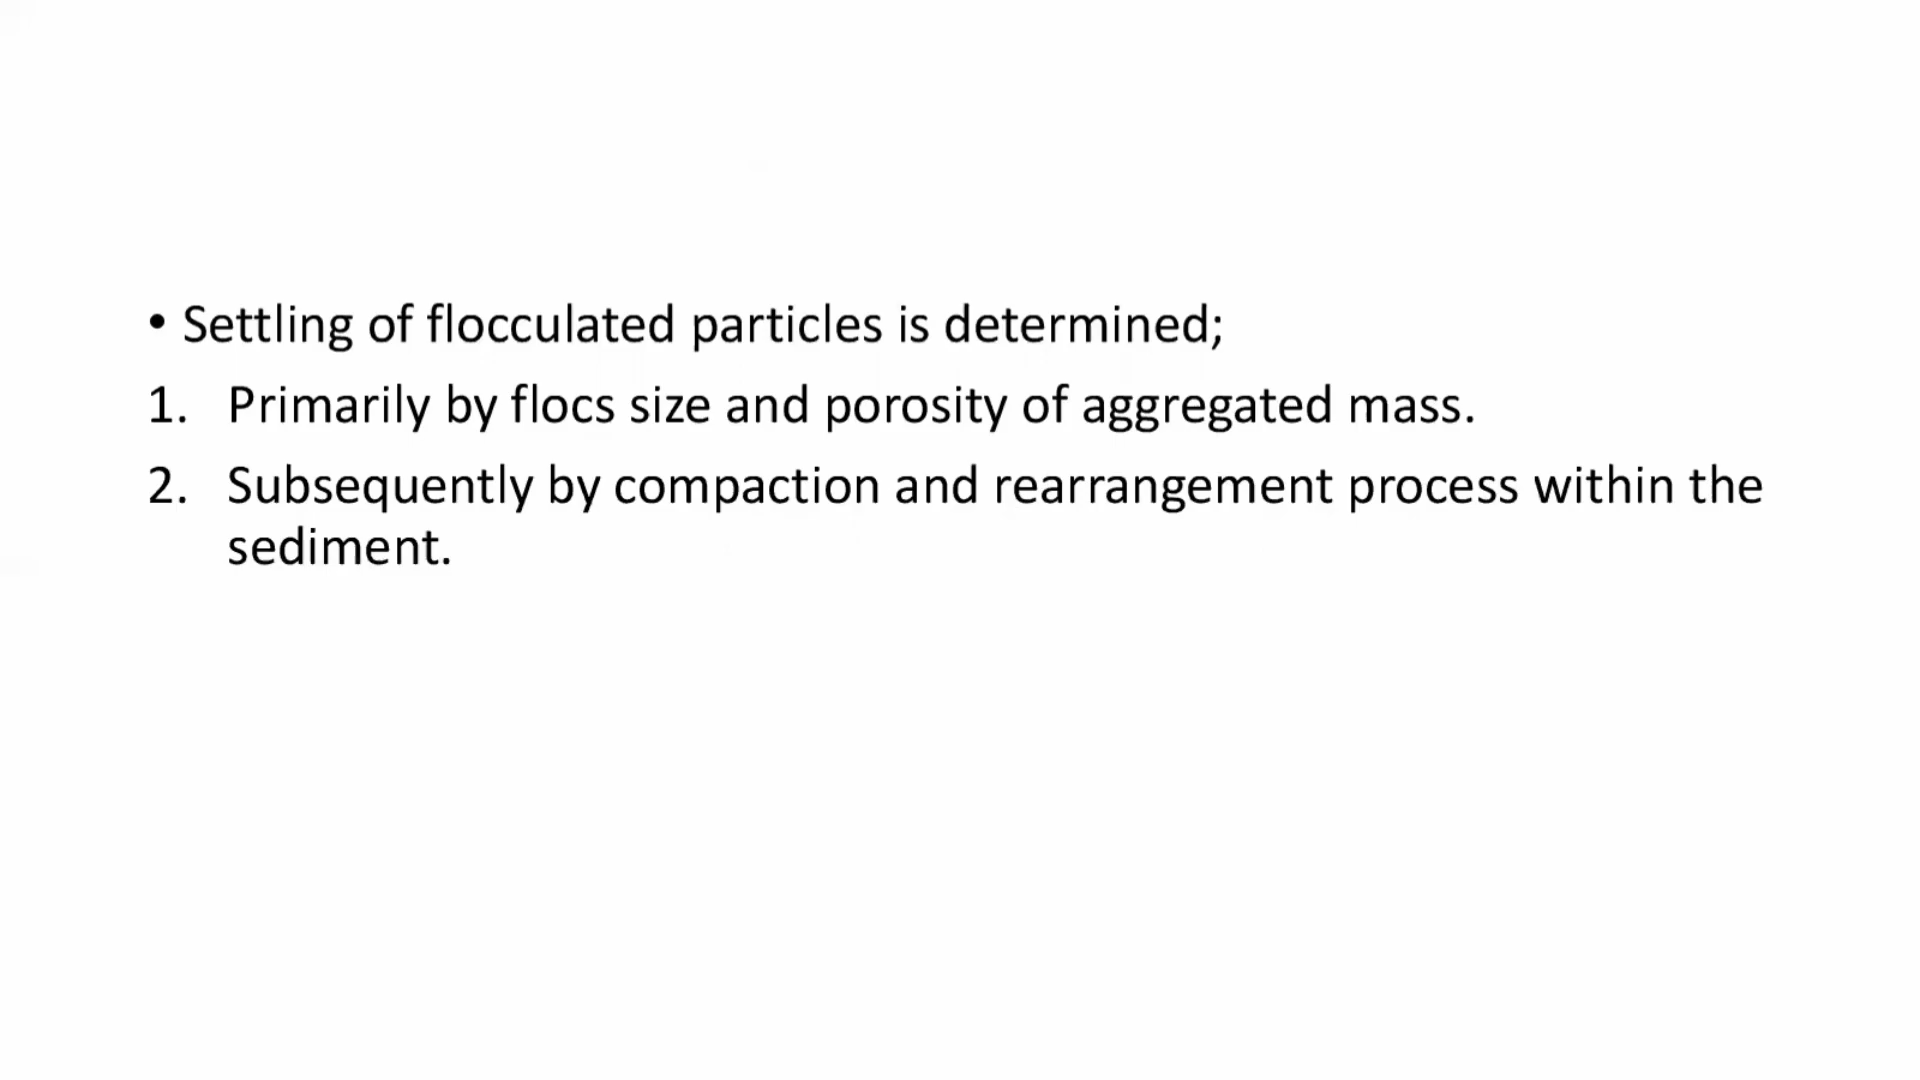 • Settling of flocculated particles is determined;
1. Primarily by flocs size and porosity of aggregated mass.
2. Subsequently by compaction and rearrangement process within the
sediment.